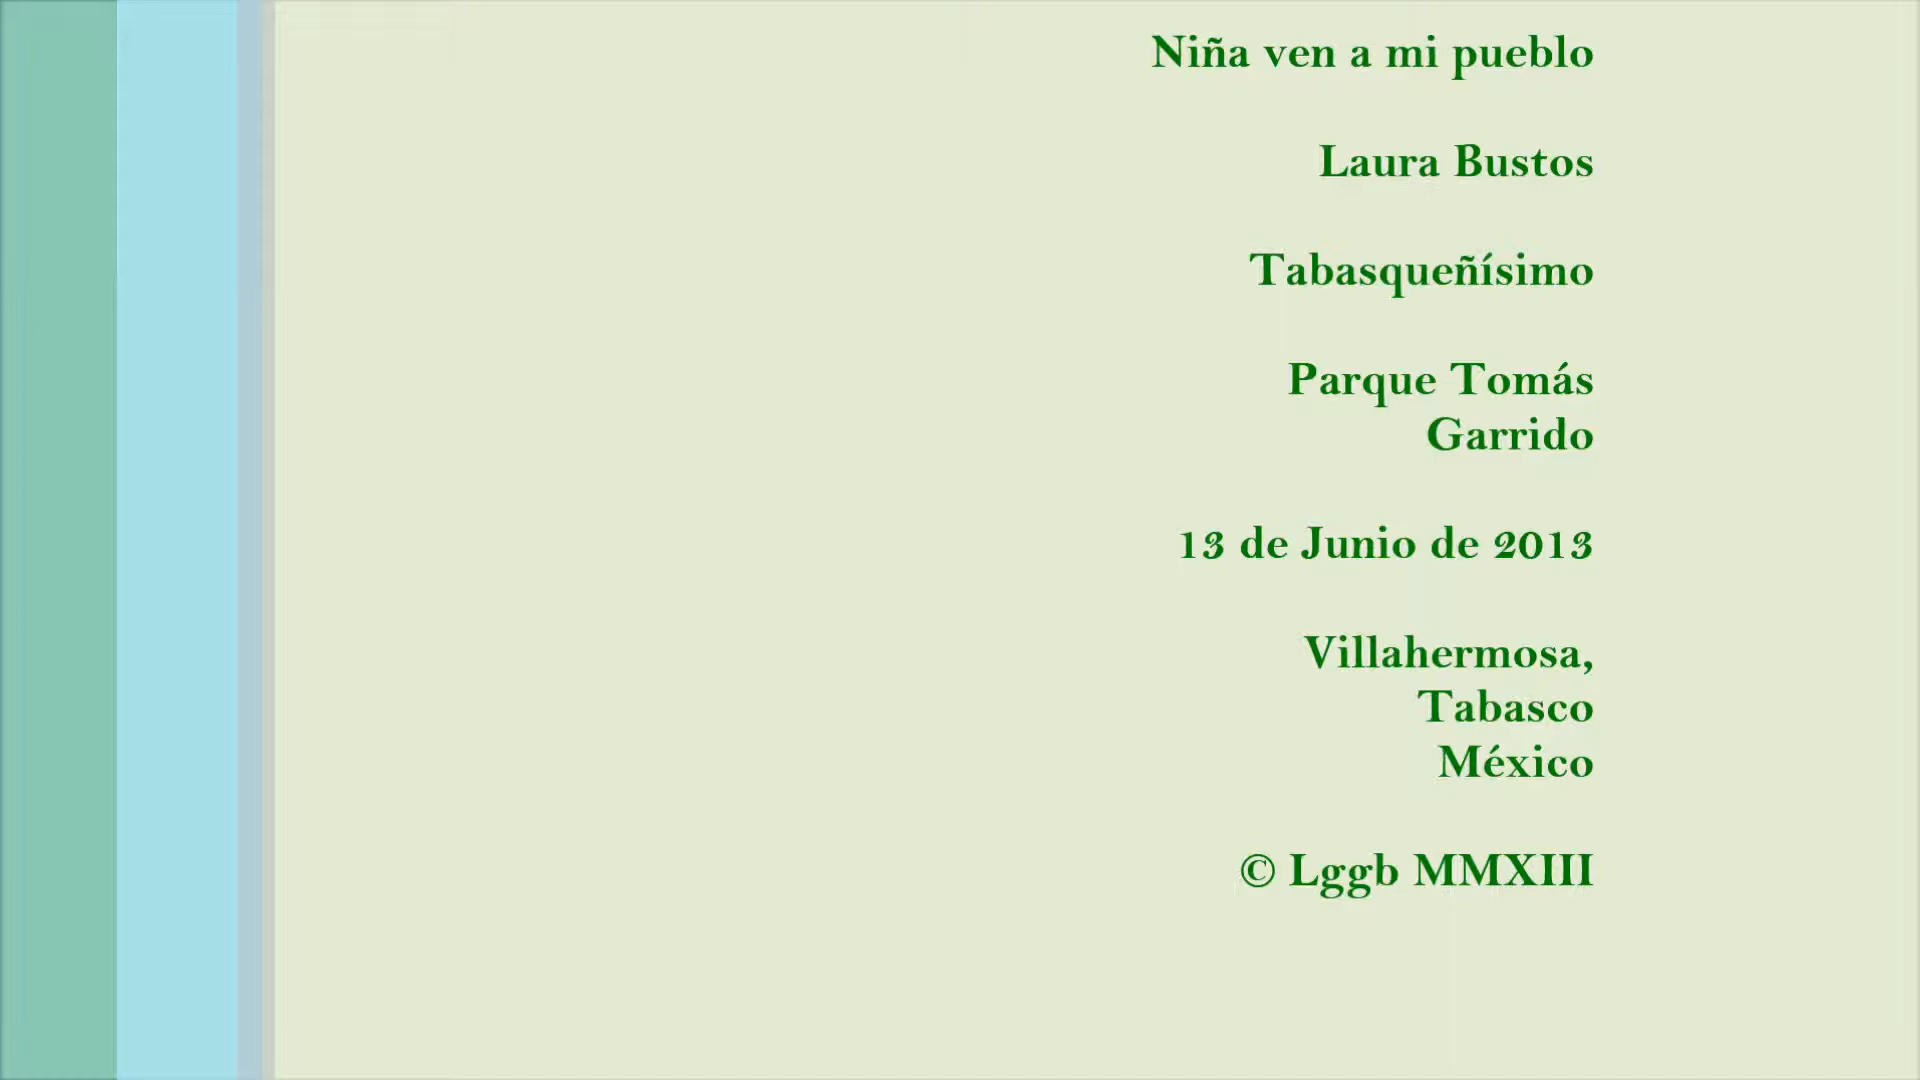 Niña ven a mi pueblo
Laura Bustos
Tabasqueñísimo
Parque Tomás
Garrido
13 de Junio de 2013
Villahermosa,
Tabasco
México
© Lggb MMXIII